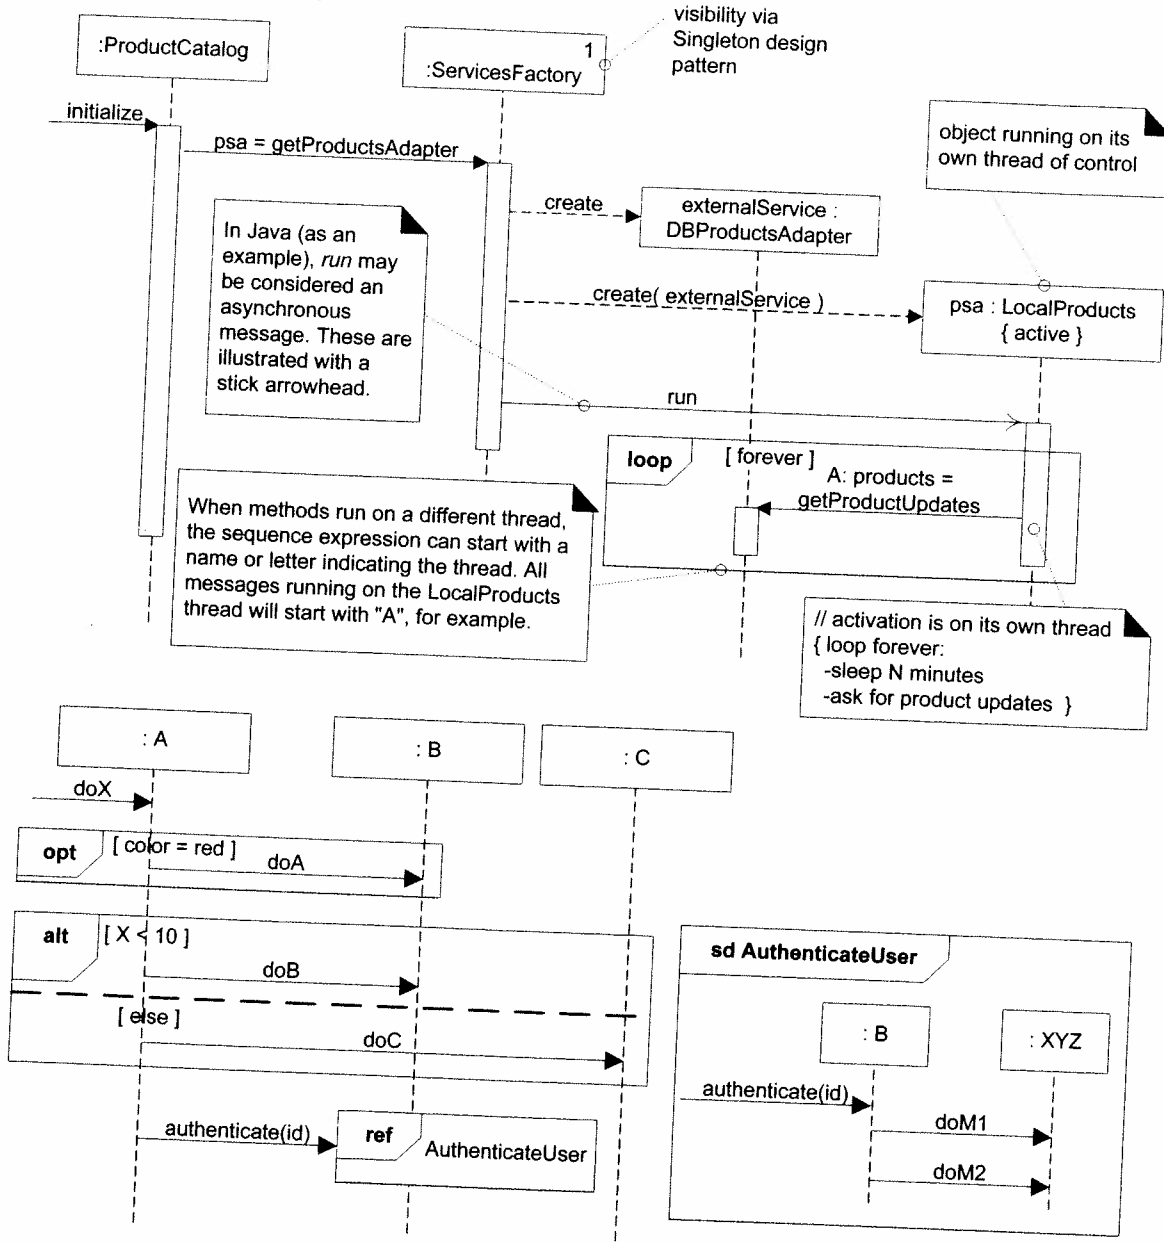 visibility via
Singleton design
pattern
:ProductCatalog
1
:ServicesFactory
initialize
psa = getProductsAdapter
object running on its
own thread of control
create
externalService :
DBProductsAdapter
In Java (as an
example), run may
be considered an
asynchronous
message. These are
illustrated with a
stick arrowhead.
create( externalService )
psa : LocalProducts
{ active }
run
loop
[ forever ]
A: products =
getProductUpdates
When methods run on a different thread,
the sequence expression can start with a
name or letter indicating the thread. All
messages running on the LocalProducts
thread will start with "A", for example.
// activation is on its own thread
{ loop forever:
-sleep N minutes
-ask for product updates }
: A
: B
: C
doX
opt
[ color = red ]
doA
alt
[ X < 10 ]
doB
[ else ]
doC
authenticate(id)
ref
AuthenticateUser
sd AuthenticateUser
: B
: XYZ
authenticate(id)
doM1
doM2